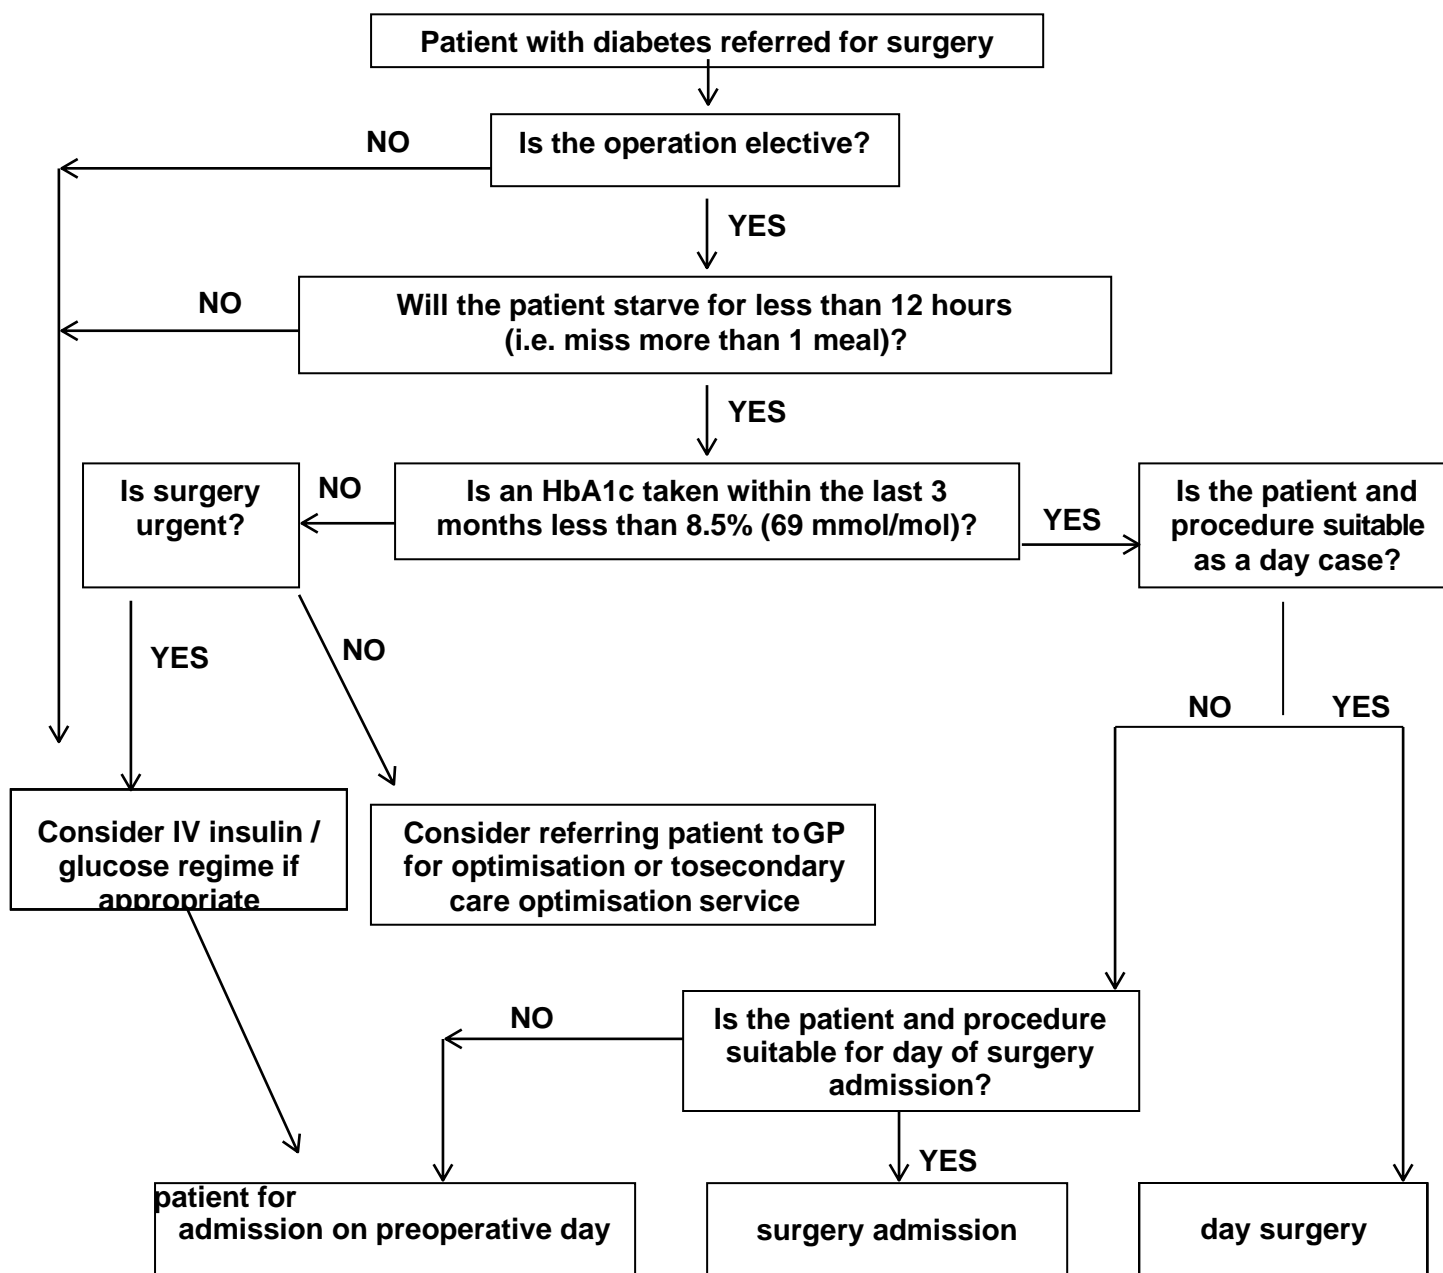 Patient with diabetes referred for surgery
NO
Is the operation elective?
YES
NO
Will the patient starve for less than 12 hours
(i.e. miss more than 1 meal)?
YES
Is surgery
urgent?
NO
Is an HbA1c taken within the last 3
months less than 8.5% (69 mmol/mol)?
YES
Is the patient and
procedure suitable
as a day case?
YES
NO
NO
YES
Consider IV insulin /
glucose regime if
appropriate
Consider referring patient toGP
for optimisation or tosecondary
care optimisation service
NO
Is the patient and procedure
suitable for day of surgery
admission?
YES
patient for
admission on preoperative day
surgery admission
day surgery